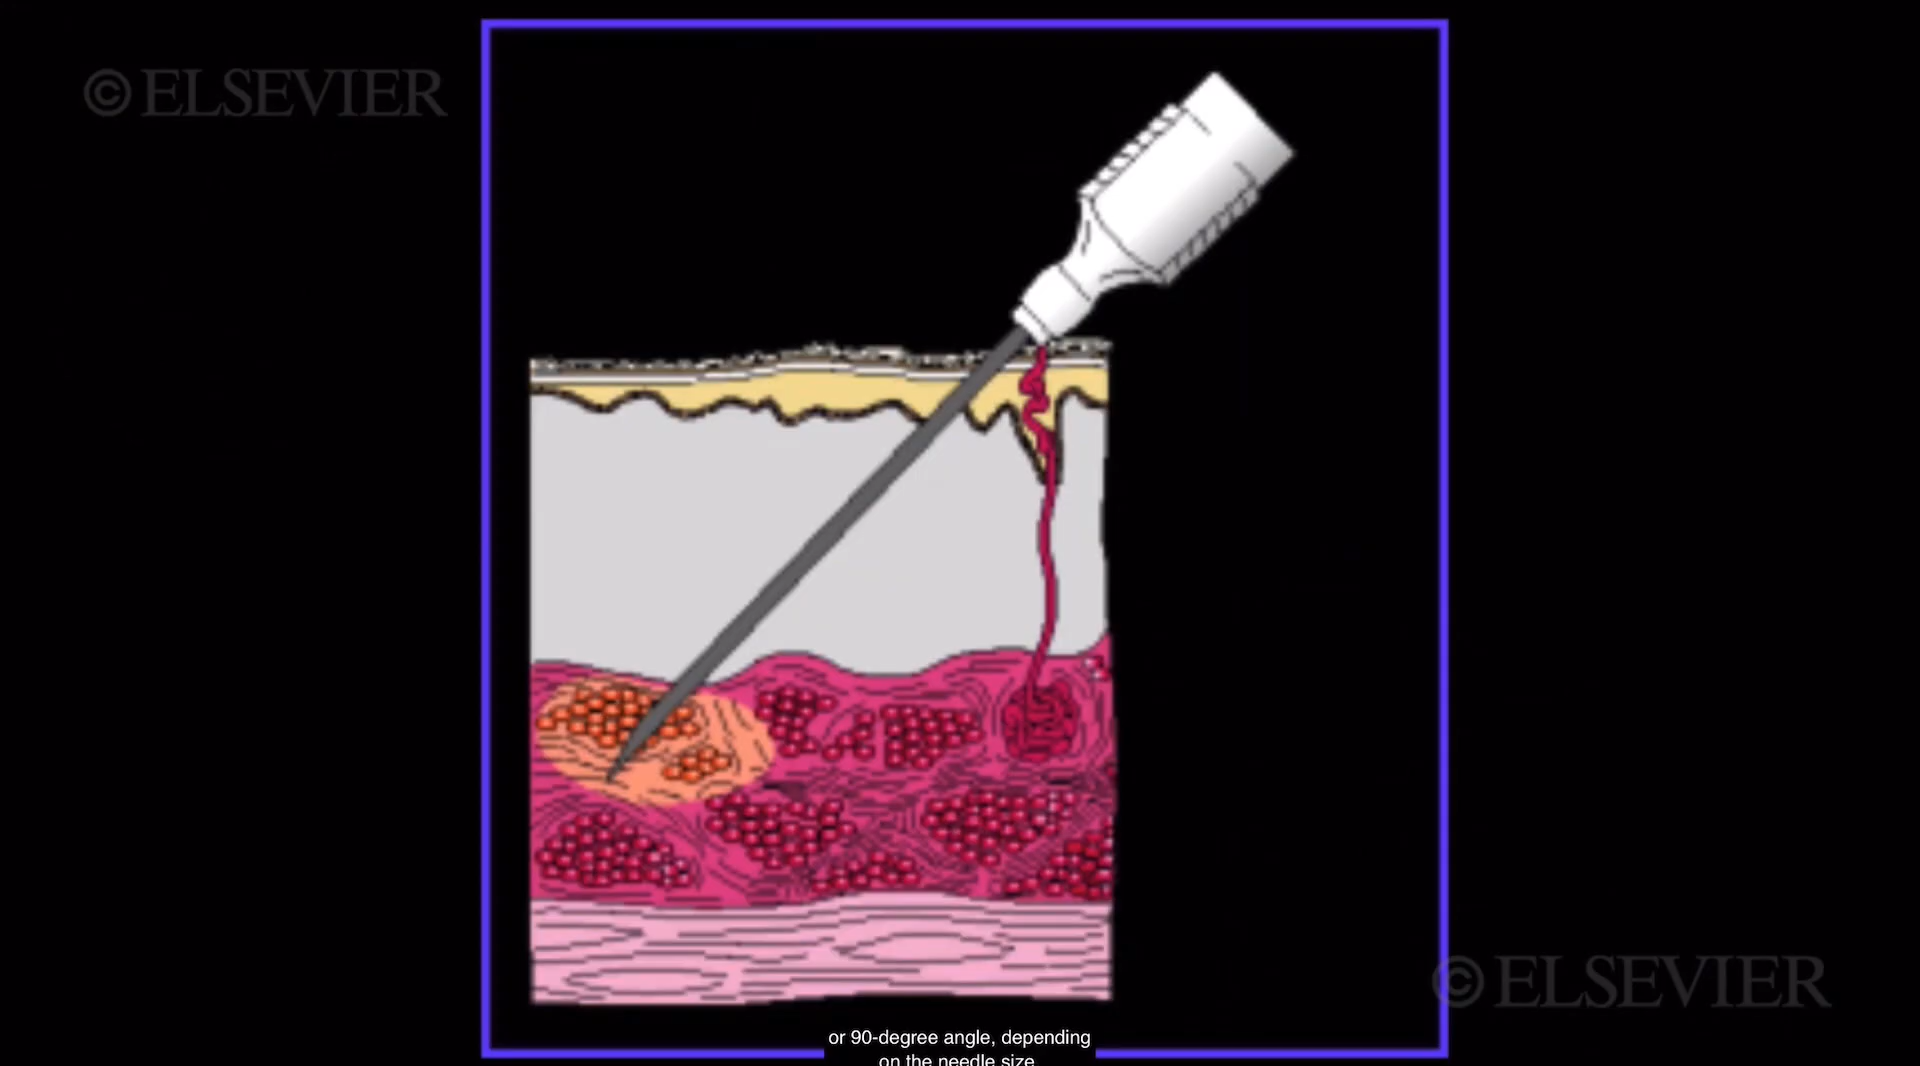 © ELSEVIER
© ELSEVIER
or 90-degree angle, depending
on the needle size